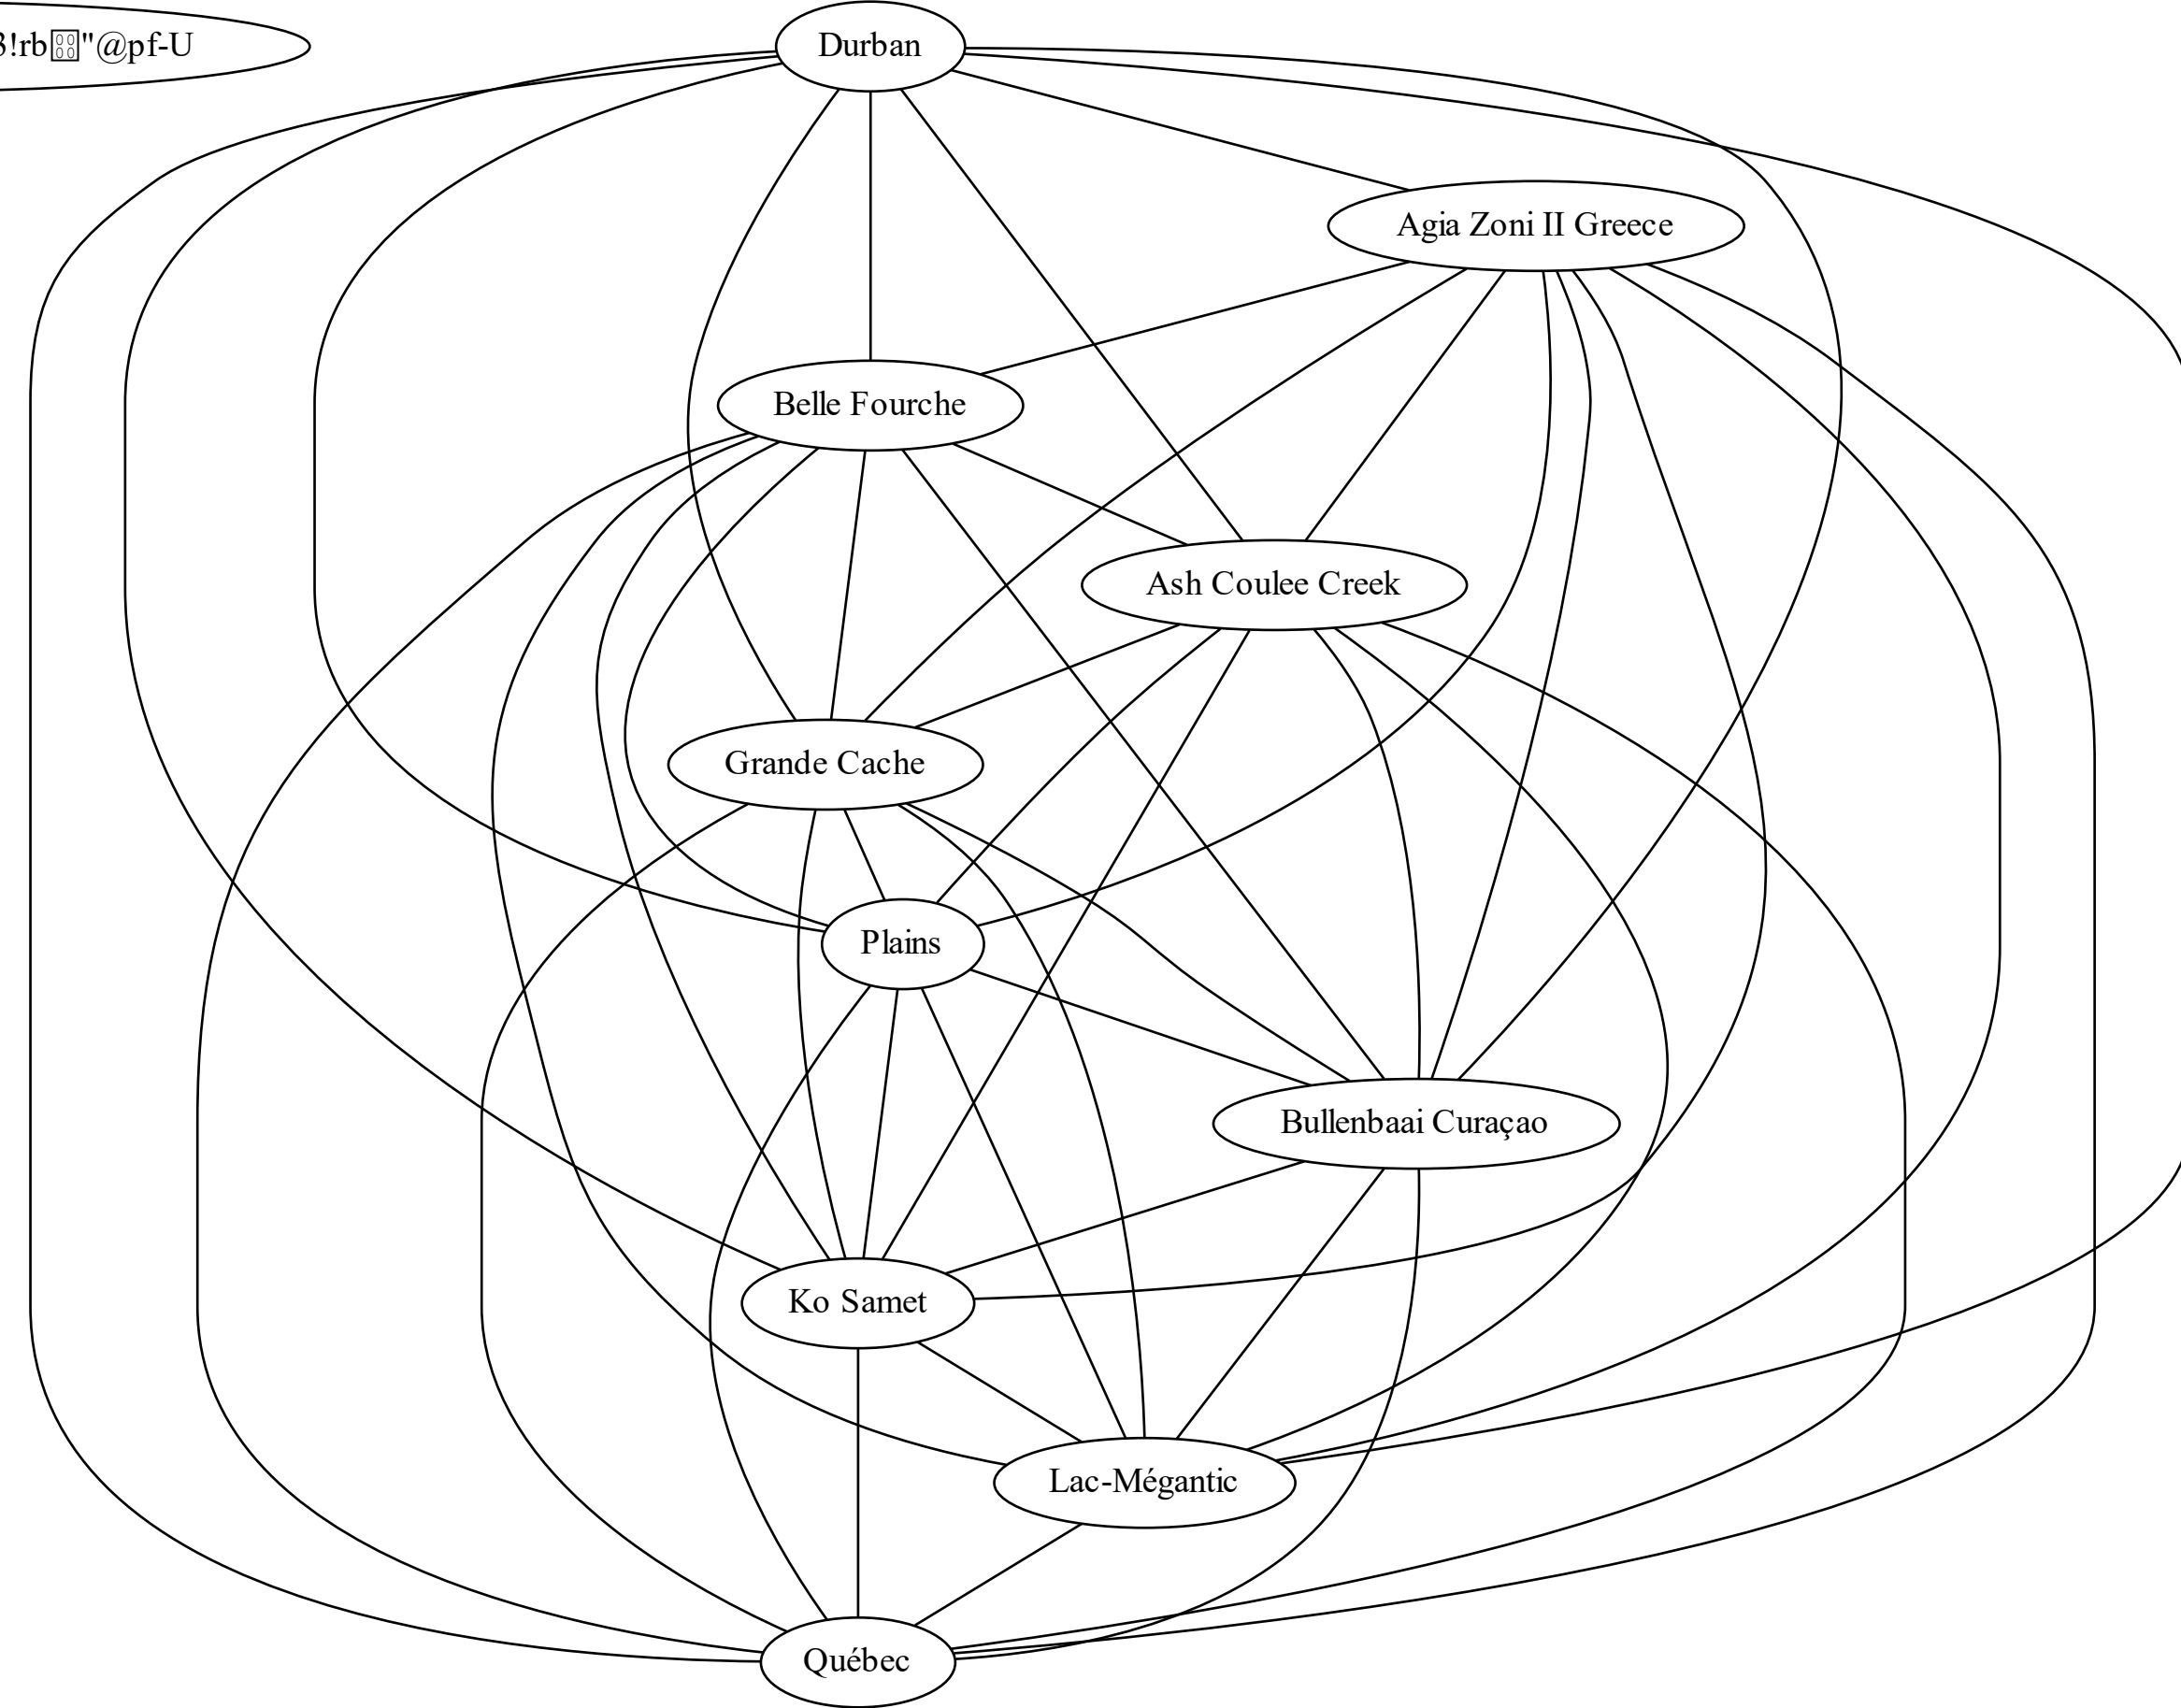 Durban
Agia Zoni II Greece
Belle Fourche
Ash Coulee Creek
Grande Cache
Plains
Bullenbaai Curaçao
Ko Samet
Lac-Mégantic
Québec